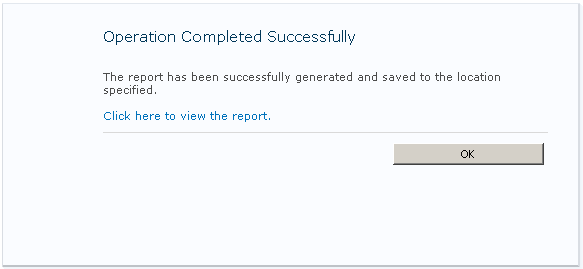 Operation Completed Successfully
The report has been successfully generated and saved to the location
specified.
Click here to view the report.
OK